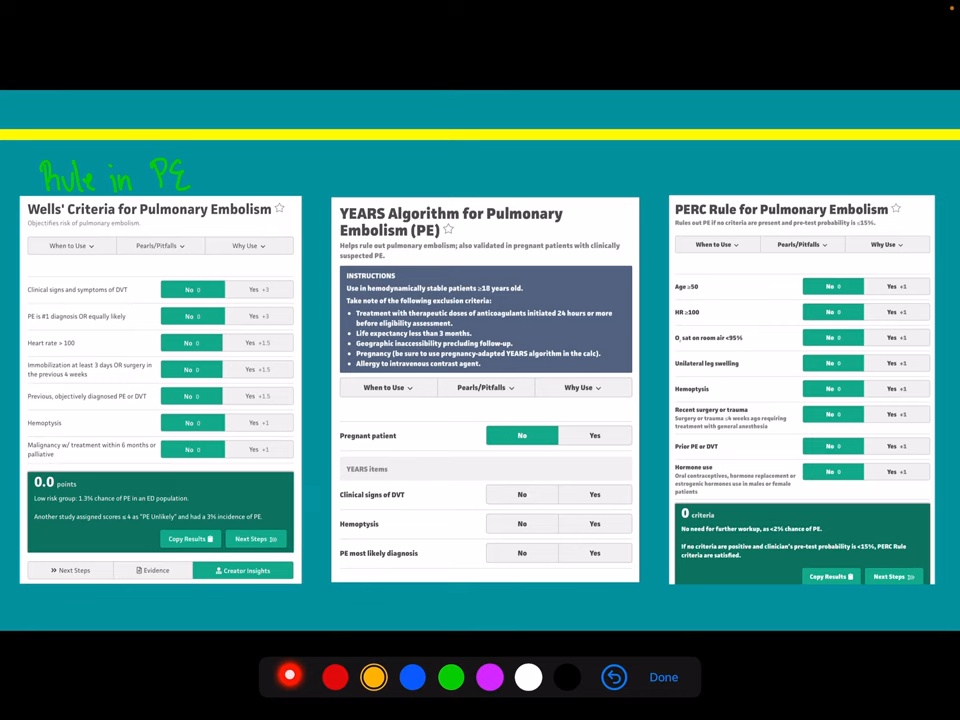 Rule in PE
Wells' Criteria for Pulmonary Embolism
Objectifies risk of pulmonary embolism.
When to Use
Pearls/Pitfalls
Why Use
Clinical signs and symptoms of DVT
No 0
Yes +3
PE is #1 diagnosis OR equally likely
No 0
Yes +3
Heart rate > 100
No 0
Yes +1.5
Immobilization at least 3 days OR surgery in
the previous 4 weeks
No 0
Yes +1.5
Previous, objectively diagnosed PE or DVT
No 0
Yes +1.5
Hemoptysis
No 0
Yes +1
Malignancy w/ treatment within 6 months or
palliative
No 0
Yes +1
0.0 points
Low risk group: 1.3% chance of PE in an ED population.
Another study assigned scores ≤ 4 as "PE Unlikely" and had a 3% incidence of PE.
Copy Results
Next Steps
Next Steps
Evidence
Creator Insights
YEARS Algorithm for Pulmonary
Embolism (PE)
Helps rule out pulmonary embolism; also validated in pregnant patients with clinically
suspected PE.
INSTRUCTIONS
Use in hemodynamically stable patients ≥18 years old.
Take note of the following exclusion criteria:
• Treatment with therapeutic doses of anticoagulants initiated 24 hours or more
before eligibility assessment.
• Life expectancy less than 3 months.
• Geographic inaccessibility precluding follow-up.
• Pregnancy (be sure to use pregnancy-adapted YEARS algorithm in the calc).
• Allergy to intravenous contrast agent.
When to Use
Pearls/Pitfalls
Why Use
Pregnant patient
No
Yes
YEARS items
Clinical signs of DVT
No
Yes
Hemoptysis
No
Yes
PE most likely diagnosis
No
Yes
PERC Rule for Pulmonary Embolism
Rules out PE if no criteria are present and pre-test probability is ≤15%.
When to Use
Pearls/Pitfalls
Why Use
Age ≥50
No 0
Yes +1
HR ≥100
No 0
Yes +1
O₂ sat on room air <95%
No 0
Yes +1
Unilateral leg swelling
No 0
Yes +1
Hemoptysis
No 0
Yes +1
Recent surgery or trauma
Surgery or trauma ≤4 weeks ago requiring
treatment with general anesthesia
No 0
Yes +1
Prior PE or DVT
No 0
Yes +1
Hormone use
Oral contraceptives, hormone replacement or
estrogenic hormones use in males or female
patients
No 0
Yes +1
0 criteria
No need for further workup, as <2% chance of PE.
If no criteria are positive and clinician's pre-test probability is <15%, PERC Rule
criteria are satisfied.
Copy Results
Next Steps
Done